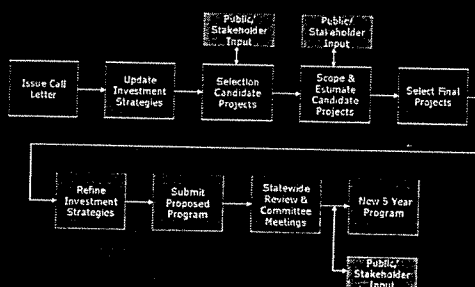 Public/
Stakeholder
Input
Public/
Stakeholder
Input
Issue Call
Letter
Update
Investment
Strategies
Selection
Candidate
Projects
Scope &
Estimate
Candidate
Projects
Select Final
Projects
Refine
Investment
Strategies
Submit
Proposed
Program
Statewide
Review &
Committee
Meetings
New 5 Year
Program
Public/
Stakeholder
Input